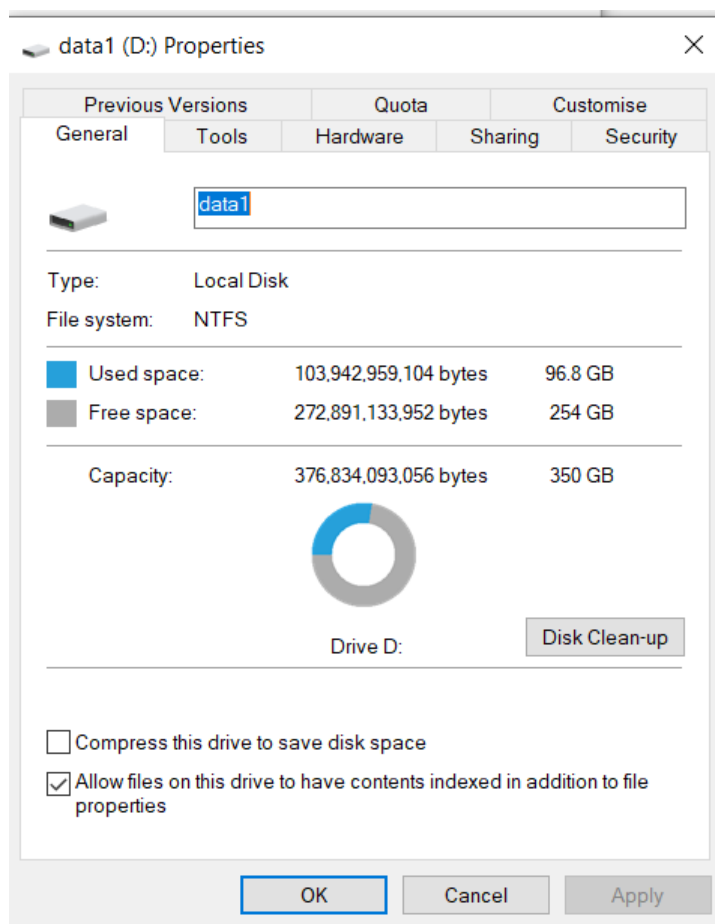 data1 (D:) Properties
Previous Versions Quota Customise
General Tools Hardware Sharing Security
data1
Type: Local Disk
File system: NTFS
Used space: 103,942,959,104 bytes 96.8 GB
Free space: 272,891,133,952 bytes 254 GB
Capacity: 376,834,093,056 bytes 350 GB
Drive D: Disk Clean-up
Compress this drive to save disk space
Allow files on this drive to have contents indexed in addition to file
properties
OK Cancel Apply